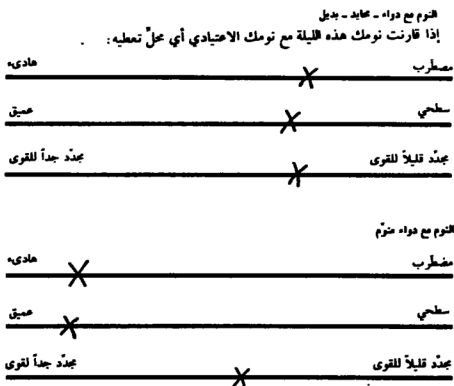 النوم مع دواء ـ محايد ـ بديل
إذا قارنت نومك هذه الليلة مع نومك الاعتيادي أي محلّ تعطيه:
مضطرب هادىء
سطحي عميق
مجدّد قليلاً للقوى مجدّد جداً للقوى
النوم مع دواء منوّم
مضطرب هادىء
سطحي عميق
مجدّد قليلاً للقوى مجدّد جداً لقوى